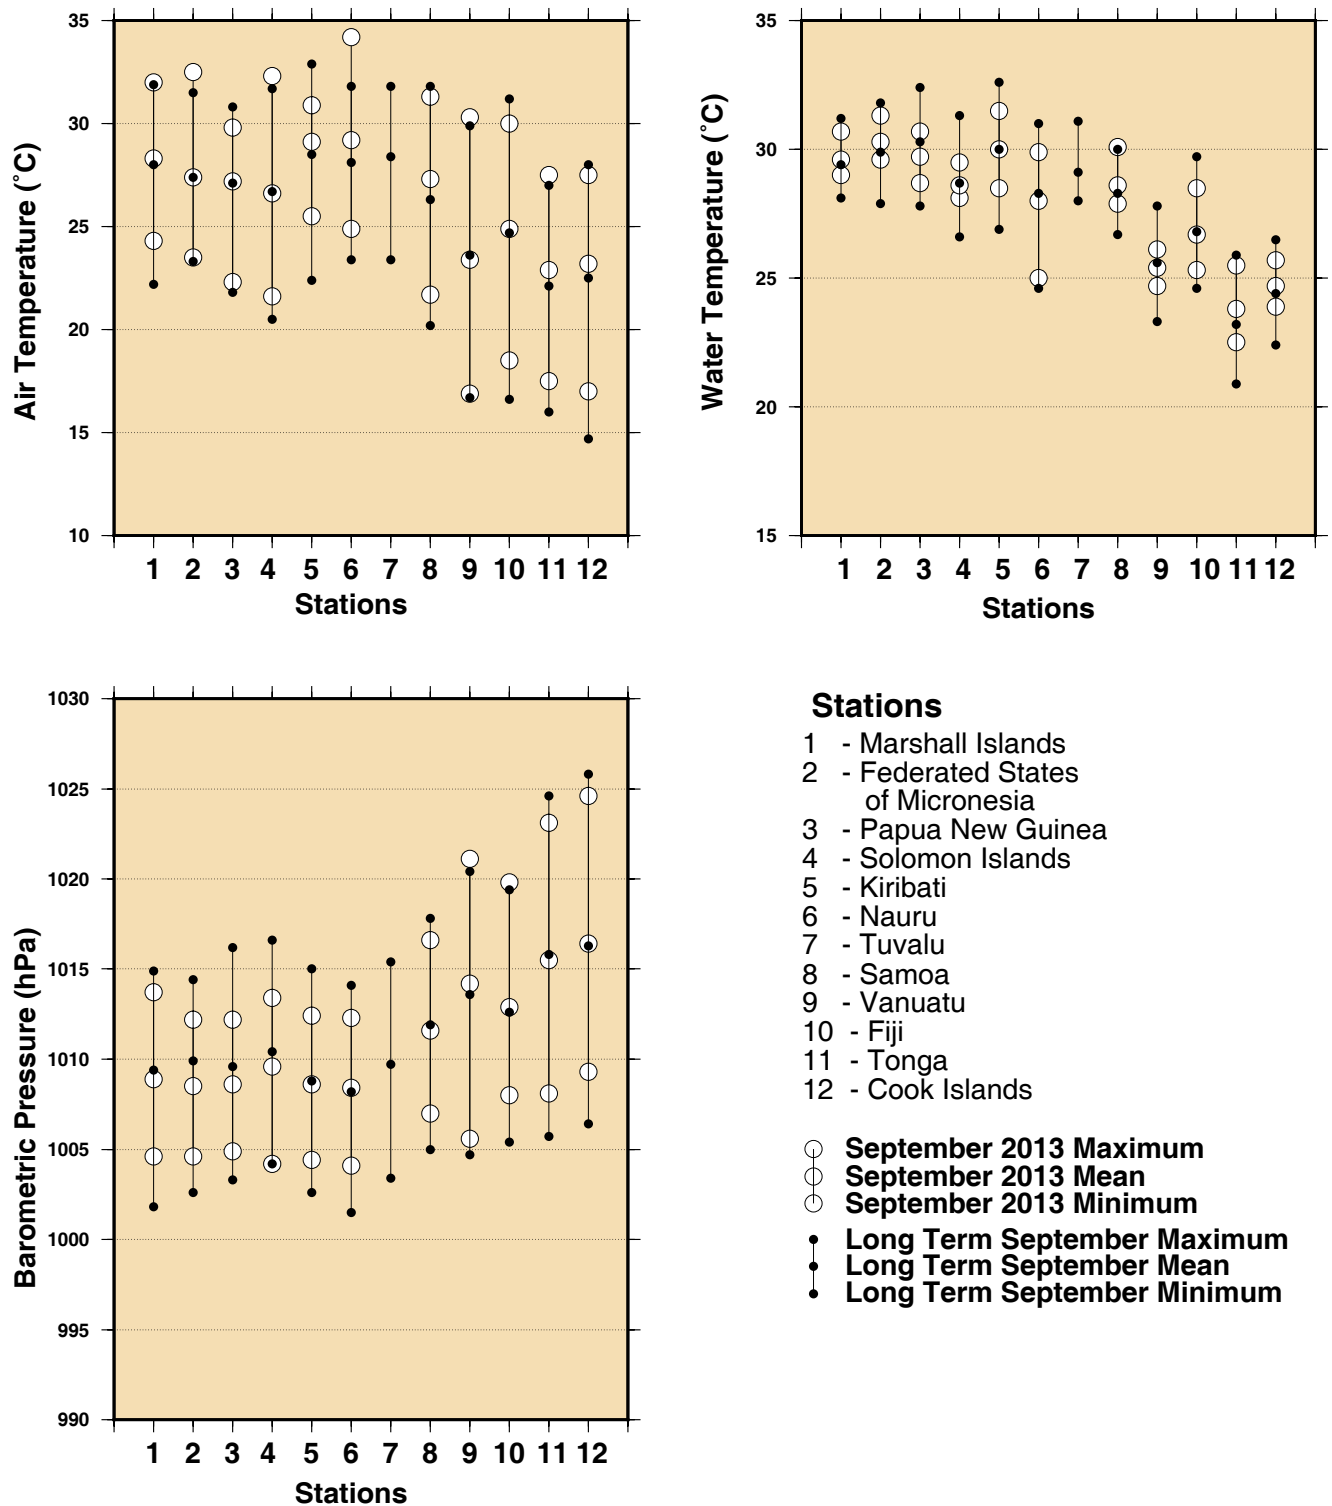 35
30
25
20
15
10
Air Temperature (˚C)
1 2 3 4 5 6 7 8 9 10 11 12
Stations
35
30
25
20
15
Water Temperature (˚C)
1 2 3 4 5 6 7 8 9 10 11 12
Stations
1030
1025
1020
1015
1010
1005
1000
995
990
Barometric Pressure (hPa)
1 2 3 4 5 6 7 8 9 10 11 12
Stations
Stations
1 - Marshall Islands
2 - Federated States
of Micronesia
3 - Papua New Guinea
4 - Solomon Islands
5 - Kiribati
6 - Nauru
7 - Tuvalu
8 - Samoa
9 - Vanuatu
10 - Fiji
11 - Tonga
12 - Cook Islands
September 2013 Maximum
September 2013 Mean
September 2013 Minimum
Long Term September Maximum
Long Term September Mean
Long Term September Minimum